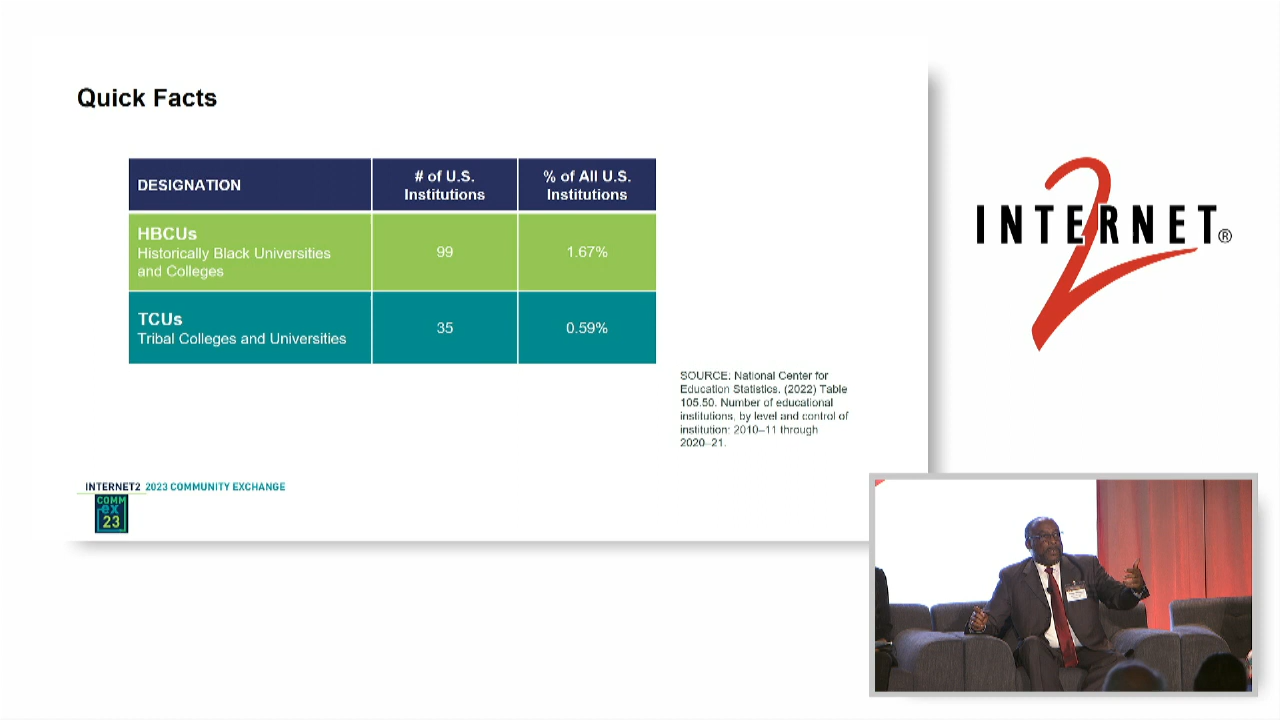 Quick Facts
DESIGNATION
# of U.S.
Institutions
% of All U.S.
Institutions
HBCUs
Historically Black Universities
and Colleges
99
1.67%
TCUs
Tribal Colleges and Universities
35
0.59%
SOURCE: National Center for
Education Statistics. (2022) Table
105.50. Number of educational
institutions, by level and control of
institution: 2010–11 through
2020–21.
INTERNET2 2023 COMMUNITY EXCHANGE
COMM
ex
23
INTERNET®
2